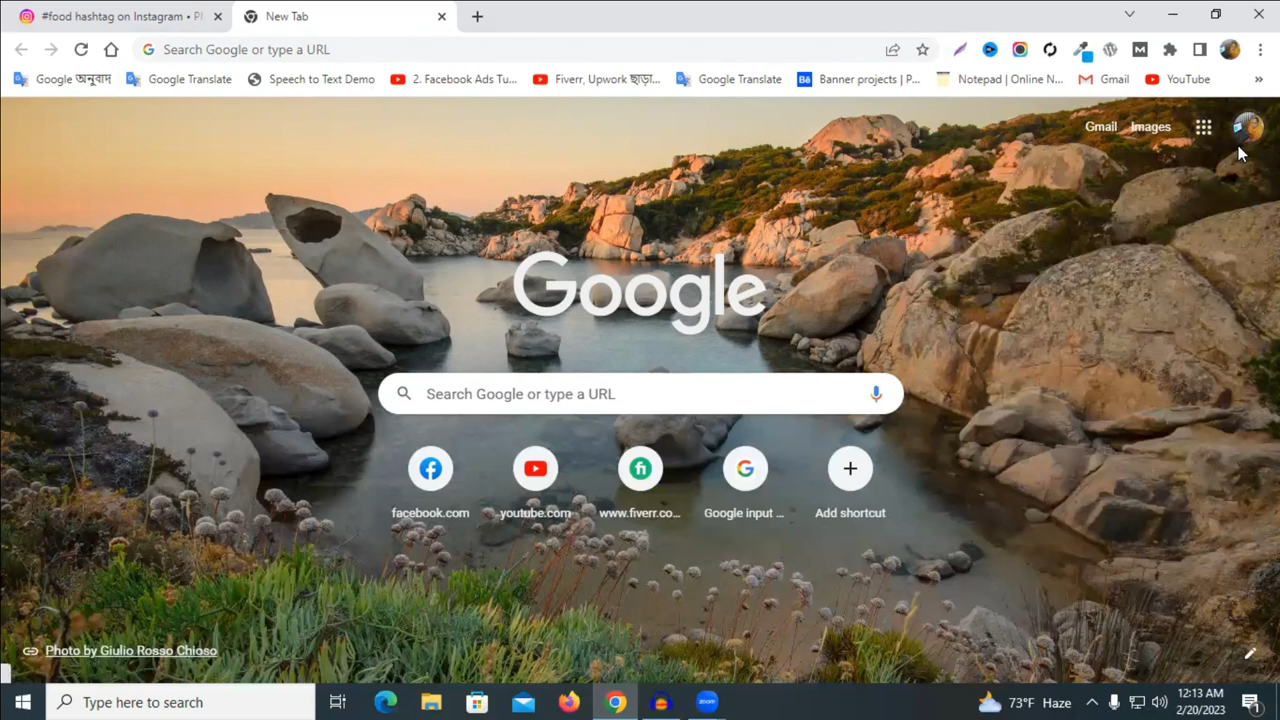 #food hashtag on Instagram • P
New Tab
Search Google or type a URL
Google অনুবাদ
Google Translate
Speech to Text Demo
2. Facebook Ads Tu...
Fiverr, Upwork ছাড়া...
Google Translate
Bē
Banner projects | P...
Notepad | Online N...
Gmail
YouTube
»
Gmail Images
Google
Search Google or type a URL
facebook.com
youtube.com
www.fiverr.co...
Google input ...
Add shortcut
Photo by Giulio Rosso Chioso
Type here to search
zoom
73°F Haze
12:13 AM
2/20/2023
1